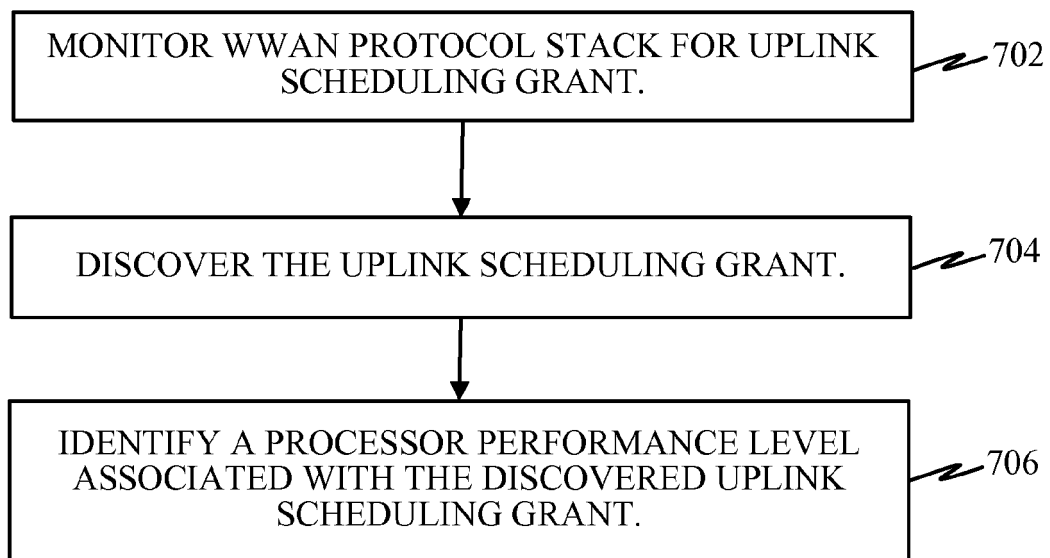 MONITOR WWAN PROTOCOL STACK FOR UPLINK
SCHEDULING GRANT.
702
DISCOVER THE UPLINK SCHEDULING GRANT.
704
IDENTIFY A PROCESSOR PERFORMANCE LEVEL
ASSOCIATED WITH THE DISCOVERED UPLINK
SCHEDULING GRANT.
706